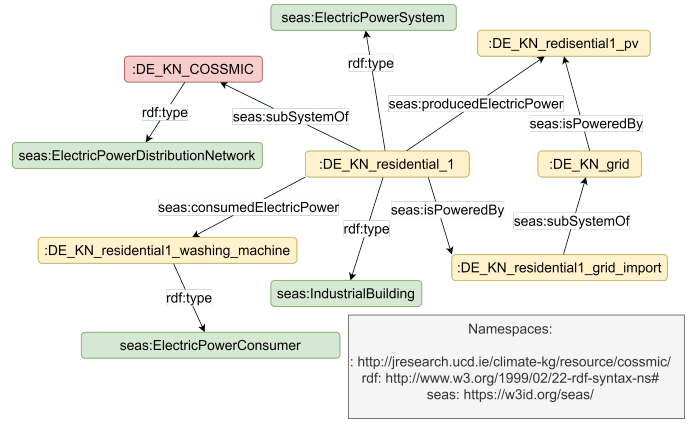 seas:ElectricPowerSystem
:DE_KN_redisential1_pv
:DE_KN_COSSMIC
rdf:type
rdf:type
seas:producedElectricPower
seas:subSystemOf
seas:isPoweredBy
seas:ElectricPowerDistributionNetwork
:DE_KN_residential_1
:DE_KN_grid
seas:consumedElectricPower
seas:isPoweredBy
rdf:type
seas:subSystemOf
:DE_KN_residential1_washing_machine
:DE_KN_residential1_grid_import
rdf:type
seas:IndustrialBuilding
seas:ElectricPowerConsumer
Namespaces:
: http://jresearch.ucd.ie/climate-kg/resource/cossmic/
rdf: http://www.w3.org/1999/02/22-rdf-syntax-ns#
seas: https://w3id.org/seas/